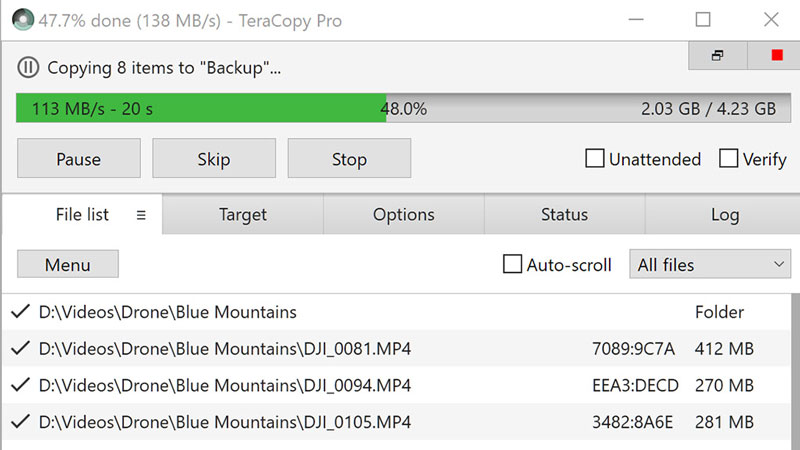 47.7% done (138 MB/s) - TeraCopy Pro
Copying 8 items to "Backup"...
113 MB/s - 20 s 48.0% 2.03 GB / 4.23 GB
Pause Skip Stop Unattended Verify
File list Target Options Status Log
Menu Auto-scroll All files
D:\Videos\Drone\Blue Mountains Folder
D:\Videos\Drone\Blue Mountains\DJI_0081.MP4 7089:9C7A 412 MB
D:\Videos\Drone\Blue Mountains\DJI_0094.MP4 EEA3:DECD 270 MB
D:\Videos\Drone\Blue Mountains\DJI_0105.MP4 3482:8A6E 281 MB